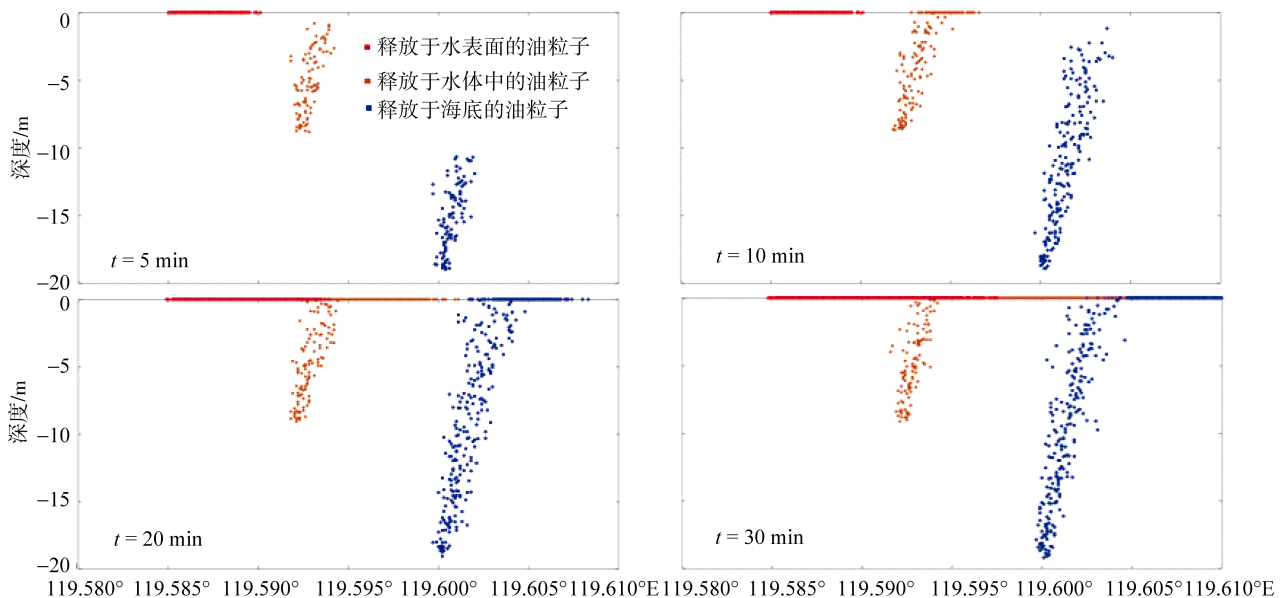 0
−5
−10
−15
−20
深度/m
释放于水表面的油粒子
释放于水体中的油粒子
释放于海底的油粒子
t = 5 min
t = 10 min
0
−5
−10
−15
−20
深度/m
t = 20 min
t = 30 min
119.580° 119.585° 119.590° 119.595° 119.600° 119.605° 119.610°E
119.580° 119.585° 119.590° 119.595° 119.600° 119.605° 119.610°E